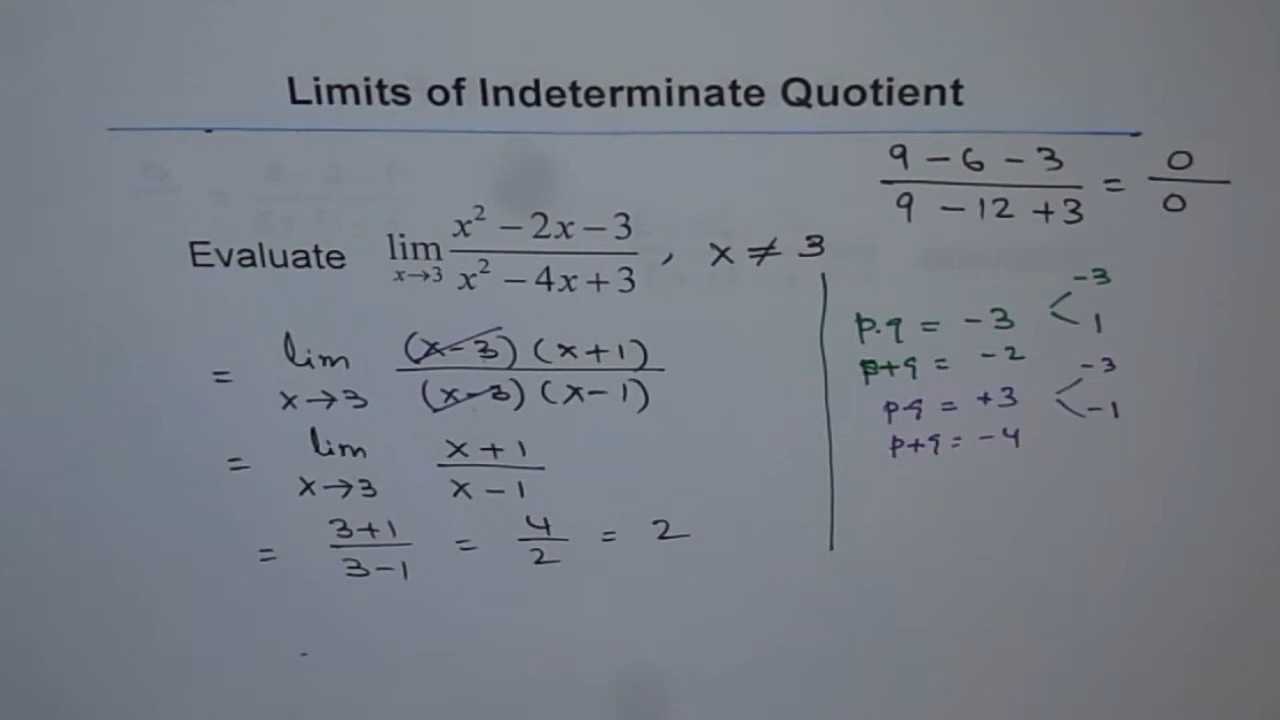 Limits of Indeterminate Quotient
9 - 6 - 3 / 9 - 12 + 3 = 0 / 0
Evaluate lim x→3 x² - 2x - 3 / x² - 4x + 3 , x ≠ 3
= lim x→3 (x-3)(x+1) / (x-3)(x-1)
= lim x→3 x+1 / x-1
= 3+1 / 3-1 = 4 / 2 = 2
p.q = -3 < -3 1
p+q = -2
pq = +3 < -3 -1
p+q = -4